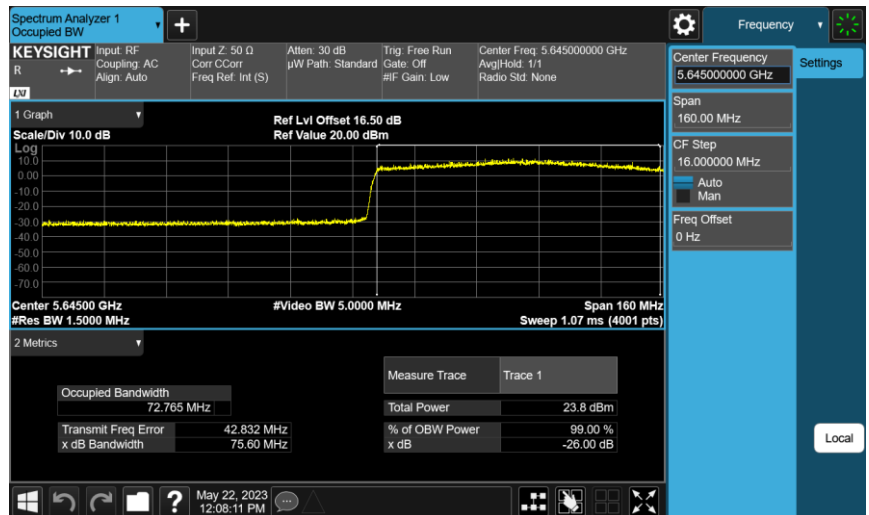 Spectrum Analyzer 1
Occupied BW
+
Frequency
KEYSIGHT
R
LXI
Input: RF
Coupling: AC
Align: Auto
Input Z: 50 Ω
Corr CCorr
Freq Ref: Int (S)
Atten: 30 dB
µW Path: Standard
Trig: Free Run
Gate: Off
#IF Gain: Low
Center Freq: 5.645000000 GHz
Avg|Hold: 1/1
Radio Std: None
Center Frequency
5.645000000 GHz
Settings
Span
160.00 MHz
CF Step
16.000000 MHz
Auto
Man
Freq Offset
0 Hz
1 Graph
Scale/Div 10.0 dB
Ref Lvl Offset 16.50 dB
Ref Value 20.00 dBm
Log
10.0
0.00
-10.0
-20.0
-30.0
-40.0
-50.0
-60.0
-70.0
Center 5.64500 GHz
#Res BW 1.5000 MHz
#Video BW 5.0000 MHz
Span 160 MHz
Sweep 1.07 ms (4001 pts)
2 Metrics
Measure Trace Trace 1
Occupied Bandwidth
72.765 MHz
Total Power 23.8 dBm
Transmit Freq Error 42.832 MHz
% of OBW Power 99.00 %
x dB Bandwidth 75.60 MHz
x dB -26.00 dB
Local
?
May 22, 2023
12:08:11 PM